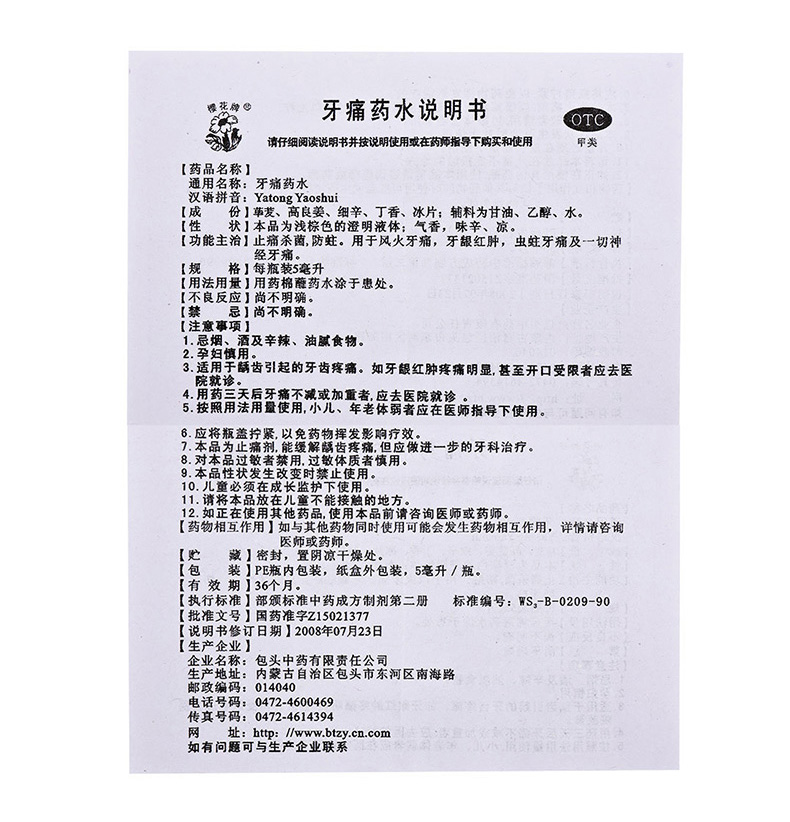 樱花牌
牙痛药水说明书
OTC
甲类
请仔细阅读说明书并按说明使用或在药师指导下购买和使用
【药品名称】
通用名称：牙痛药水
汉语拼音：Yatong Yaoshui
【成　份】荜茇、高良姜、细辛、丁香、冰片；辅料为甘油、乙醇、水。
【性　状】本品为浅棕色的澄明液体；气香，味辛、凉。
【功能主治】止痛杀菌,防蛀。用于风火牙痛，牙龈红肿，虫蛀牙痛及一切神
经牙痛。
【规　格】每瓶装5毫升
【用法用量】用药棉蘸药水涂于患处。
【不良反应】尚不明确。
【禁　忌】尚不明确。
【注意事项】
1.忌烟、酒及辛辣、油腻食物。
2.孕妇慎用。
3.适用于龋齿引起的牙齿疼痛。如牙龈红肿疼痛明显,甚至开口受限者应去医
院就诊。
4.用药三天后牙痛不减或加重者,应去医院就诊。
5.按照用法用量使用,小儿、年老体弱者应在医师指导下使用。
6.应将瓶盖拧紧,以免药物挥发影响疗效。
7.本品为止痛剂,能缓解龋齿疼痛,但应做进一步的牙科治疗。
8.对本品过敏者禁用,过敏体质者慎用。
9.本品性状发生改变时禁止使用。
10.儿童必须在成长监护下使用。
11.请将本品放在儿童不能接触的地方。
12.如正在使用其他药品,使用本品前请咨询医师或药师。
【药物相互作用】如与其他药物同时使用可能会发生药物相互作用，详情请咨询
医师或药师。
【贮　藏】密封，置阴凉干燥处。
【包　装】PE瓶内包装，纸盒外包装，5毫升/瓶。
【有 效 期】36个月。
【执行标准】部颁标准中药成方制剂第二册　标准编号：WS₃-B-0209-90
【批准文号】国药准字Z15021377
【说明书修订日期】2008年07月23日
【生产企业】
企业名称：包头中药有限责任公司
生产地址：内蒙古自治区包头市东河区南海路
邮政编码：014040
电话号码：0472-4600469
传真号码：0472-4614394
网　址：http: //www.btzy.cn.com
如有问题可与生产企业联系